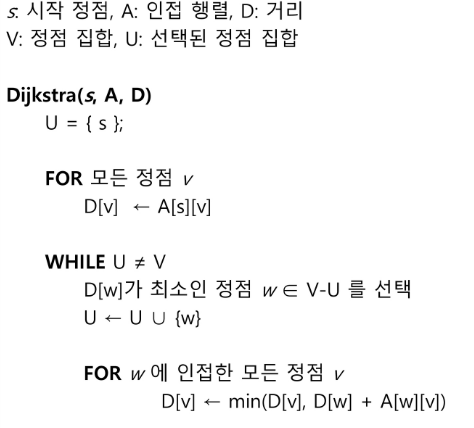 s: 시작 정점, A: 인접 행렬, D: 거리
V: 정점 집합, U: 선택된 정점 집합
Dijkstra(s, A, D)
U = { s };
FOR 모든 정점 v
D[v] ← A[s][v]
WHILE U ≠ V
D[w]가 최소인 정점 w ∈ V-U 를 선택
U ← U ∪ {w}
FOR w 에 인접한 모든 정점 v
D[v] ← min(D[v], D[w] + A[w][v])